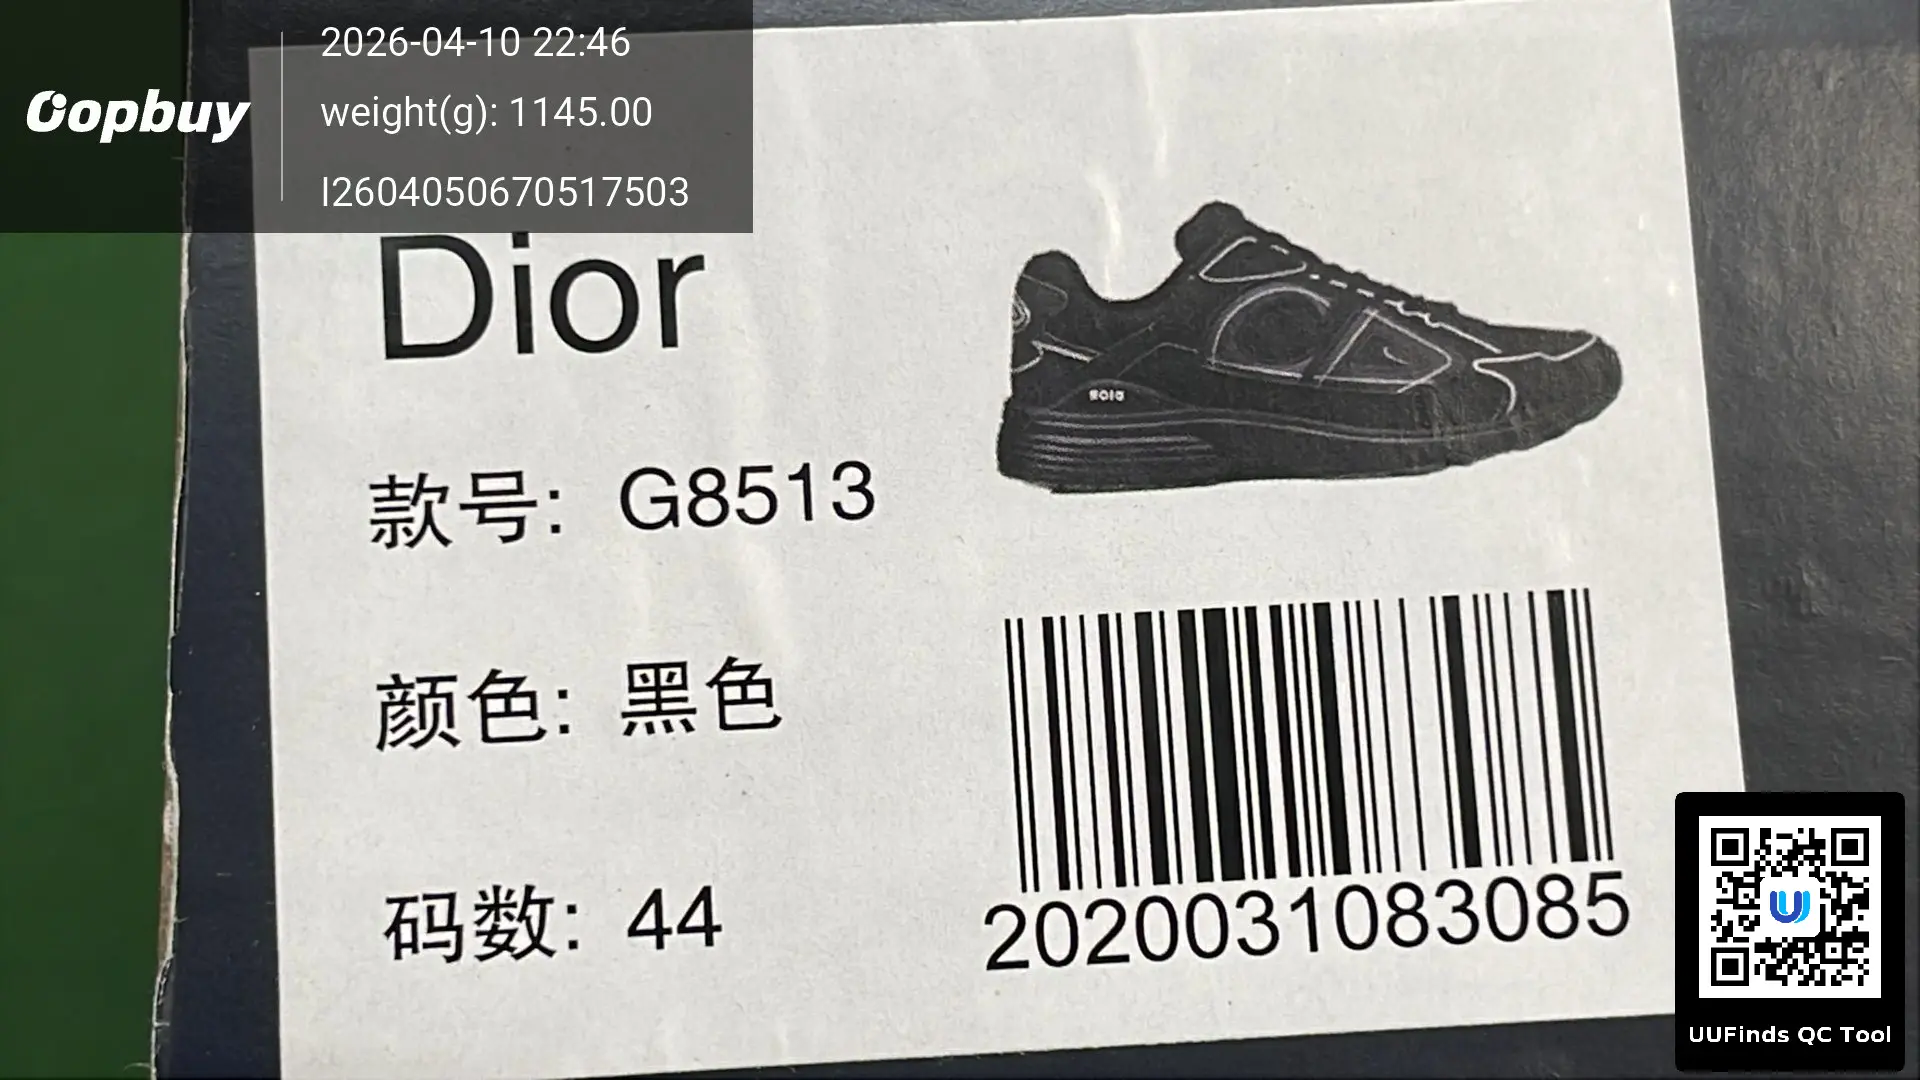 Oopbuy
2026-04-10 22:46
weight(g): 1145.00
I2604050670517503
Dior
款号: G8513
颜色: 黑色
码数: 44
DIOR
2020031083085
UUFinds QC Tool